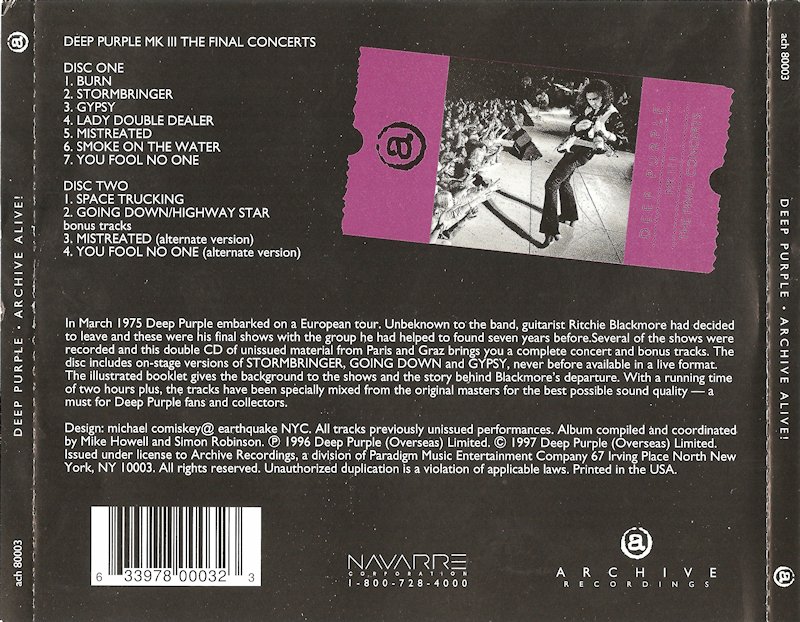 DEEP PURPLE MK III THE FINAL CONCERTS
DISC ONE
1. BURN
2. STORMBRINGER
3. GYPSY
4. LADY DOUBLE DEALER
5. MISTREATED
6. SMOKE ON THE WATER
7. YOU FOOL NO ONE
DISC TWO
1. SPACE TRUCKING
2. GOING DOWN/HIGHWAY STAR
bonus tracks
3. MISTREATED (alternate version)
4. YOU FOOL NO ONE (alternate version)
a
DEEP PURPLE
MK III
THE FINAL CONCERTS
In March 1975 Deep Purple embarked on a European tour. Unbeknown to the band, guitarist Ritchie Blackmore had decided
to leave and these were his final shows with the group he had helped to found seven years before.Several of the shows were
recorded and this double CD of unissued material from Paris and Graz brings you a complete concert and bonus tracks. The
disc includes on-stage versions of STORMBRINGER, GOING DOWN and GYPSY, never before available in a live format.
The illustrated booklet gives the background to the shows and the story behind Blackmore's departure. With a running time
of two hours plus, the tracks have been specially mixed from the original masters for the best possible sound quality — a
must for Deep Purple fans and collectors.
Design: michael comiskey@ earthquake NYC. All tracks previously unissued performances. Album compiled and coordinated
by Mike Howell and Simon Robinson. ℗ 1996 Deep Purple (Overseas) Limited. © 1997 Deep Purple (Overseas) Limited.
Issued under license to Archive Recordings, a division of Paradigm Music Entertainment Company 67 Irving Place North New
York, NY 10003. All rights reserved. Unauthorized duplication is a violation of applicable laws. Printed in the USA.
6 33978 00032 3
NAVARRE
CORPORATION
1-800-728-4000
a
ARCHIVE
RECORDINGS
a
DEEP PURPLE • ARCHIVE ALIVE!
ach 80003
ach 80003
DEEP PURPLE • ARCHIVE ALIVE!
a